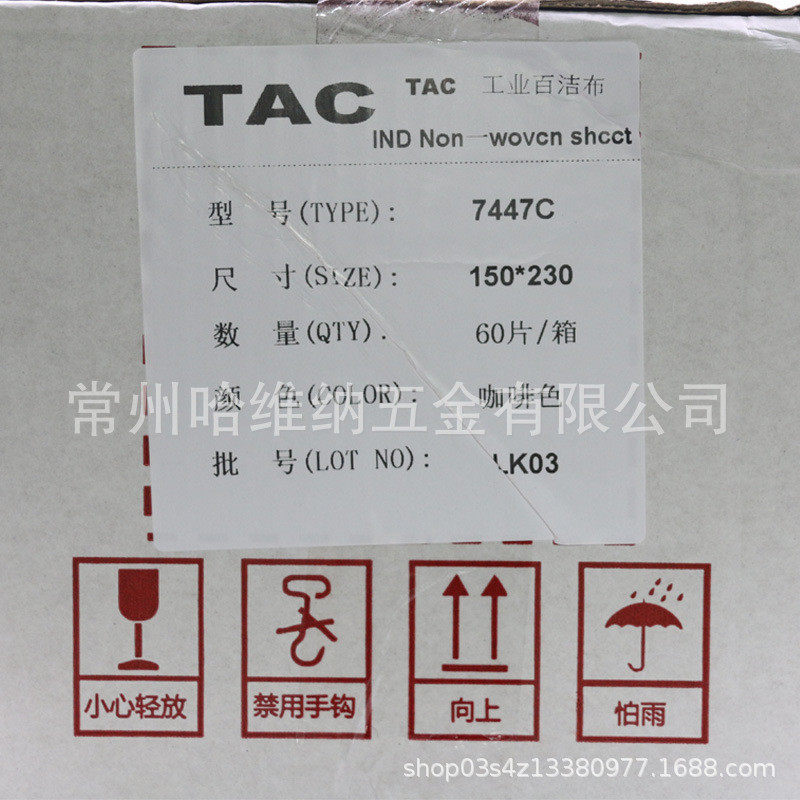 TAC TAC 工业百洁布
IND Non一wovcn shcct
型 号(TYPE): 7447C
尺 寸(SIZE): 150*230
数 量(QTY). 60片/箱
颜 色(COLOR): 咖啡色
常州哈维纳五金有限公司
批 号(LOT NO): LK03
小心轻放 禁用手钩 向上 怕雨
shop03s4z13380977.1688.com